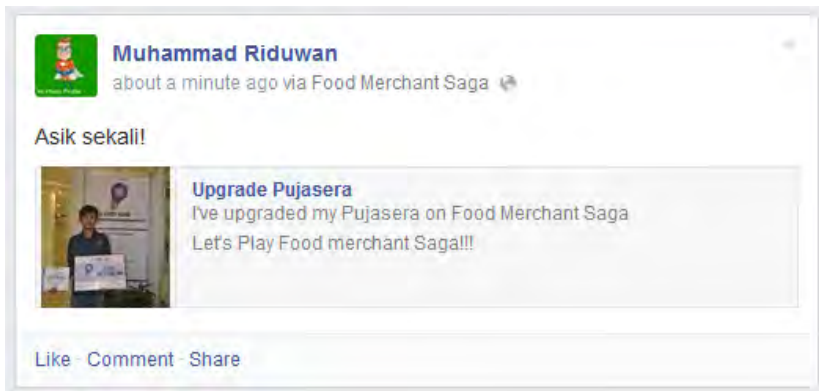 Muhammad Riduwan
about a minute ago via Food Merchant Saga
Asik sekali!
Upgrade Pujasera
I've upgraded my Pujasera on Food Merchant Saga
Let's Play Food merchant Saga!!!
Like · Comment · Share